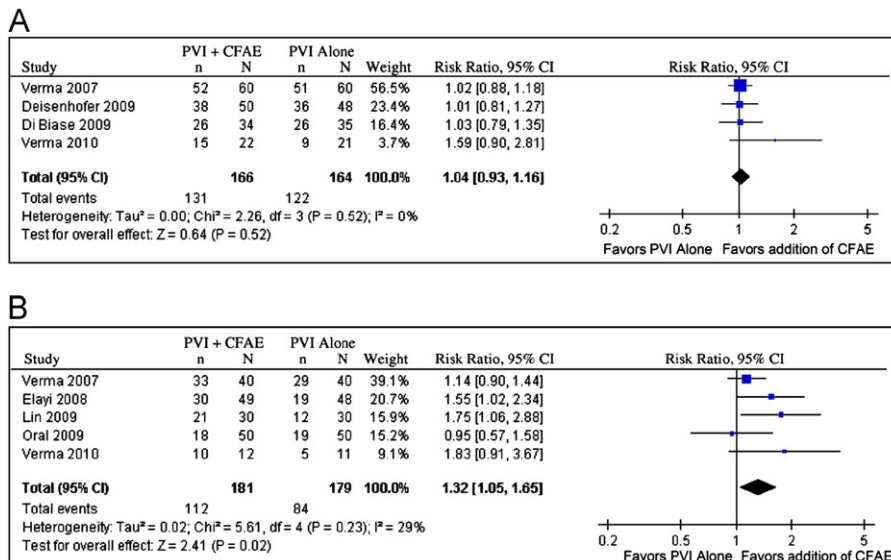 A
PVI + CFAE PVI Alone
Study n N n N Weight Risk Ratio, 95% CI Risk Ratio, 95% CI
Verma 2007 52 60 51 60 56.5% 1.02 [0.88, 1.18]
Deisenhofer 2009 38 50 36 48 23.4% 1.01 [0.81, 1.27]
Di Biase 2009 26 34 26 35 16.4% 1.03 [0.79, 1.35]
Verma 2010 15 22 9 21 3.7% 1.59 [0.90, 2.81]
Total (95% CI) 166 164 100.0% 1.04 [0.93, 1.16]
Total events 131 122
Heterogeneity: Tau² = 0.00; Chi² = 2.26, df = 3 (P = 0.52); I² = 0%
Test for overall effect: Z = 0.64 (P = 0.52)
0.2 0.5 1 2 5
Favors PVI Alone Favors addition of CFAE
B
PVI + CFAE PVI Alone
Study n N n N Weight Risk Ratio, 95% CI Risk Ratio, 95% CI
Verma 2007 33 40 29 40 39.1% 1.14 [0.90, 1.44]
Elayi 2008 30 49 19 48 20.7% 1.55 [1.02, 2.34]
Lin 2009 21 30 12 30 15.9% 1.75 [1.06, 2.88]
Oral 2009 18 50 19 50 15.2% 0.95 [0.57, 1.58]
Verma 2010 10 12 5 11 9.1% 1.83 [0.91, 3.67]
Total (95% CI) 181 179 100.0% 1.32 [1.05, 1.65]
Total events 112 84
Heterogeneity: Tau² = 0.02; Chi² = 5.61, df = 4 (P = 0.23); I² = 29%
Test for overall effect: Z = 2.41 (P = 0.02)
0.2 0.5 1 2 5
Favors PVI Alone Favors addition of CFAE